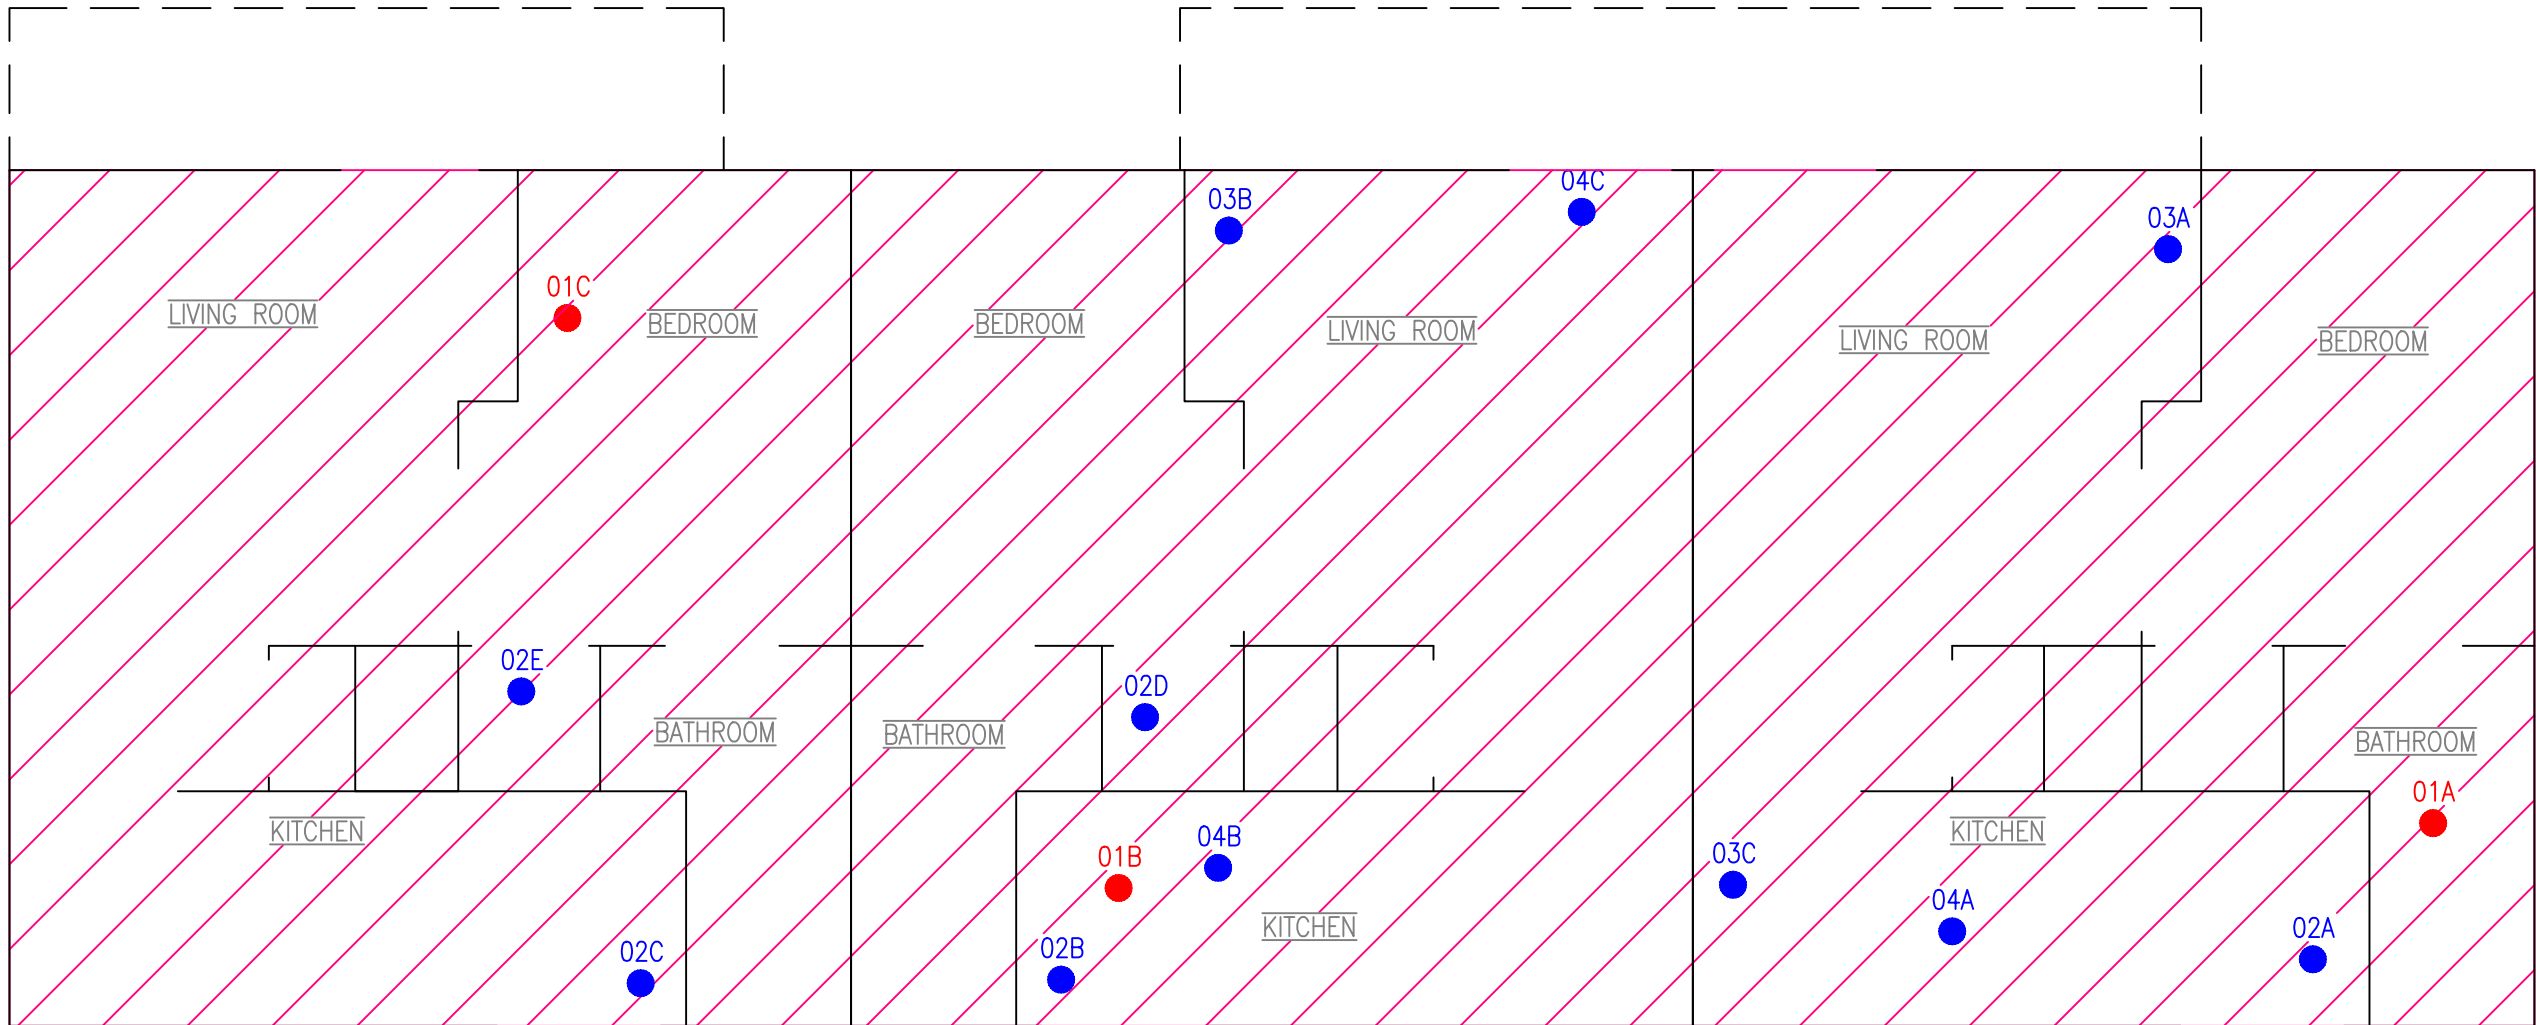 04C
03B
03A
01C
LIVING ROOM
BEDROOM
BEDROOM
LIVING ROOM
LIVING ROOM
BEDROOM
02E
02D
BATHROOM
BATHROOM
BATHROOM
01A
KITCHEN
04B
KITCHEN
01B
03C
04A
KITCHEN
02A
02B
02C